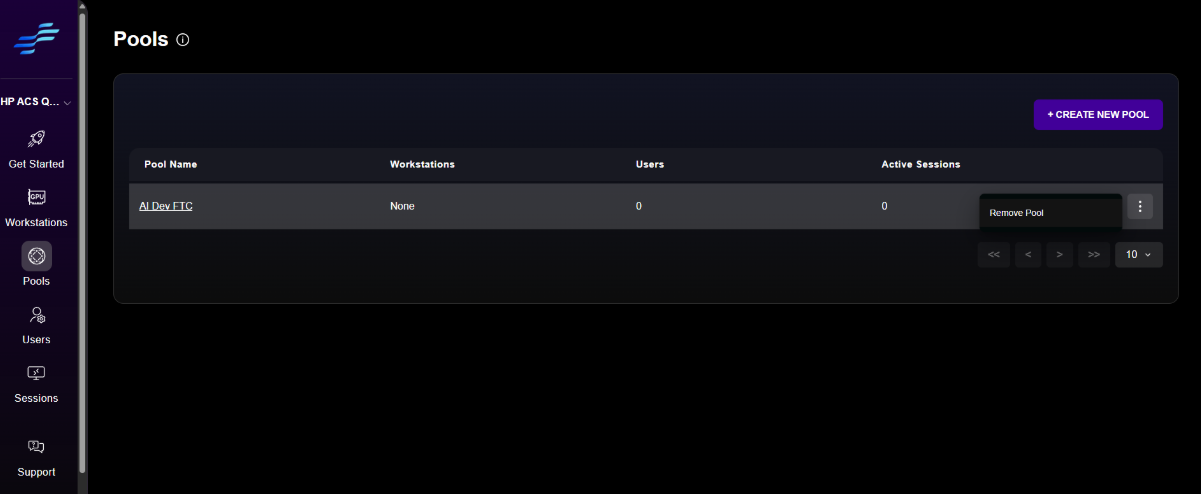 Pools
HP ACS Q...
Get Started
GPU
Workstations
Pools
Users
Sessions
Support
+ CREATE NEW POOL
Pool Name Workstations Users Active Sessions
AI Dev FTC None 0 0
Remove Pool
<< < > >> 10